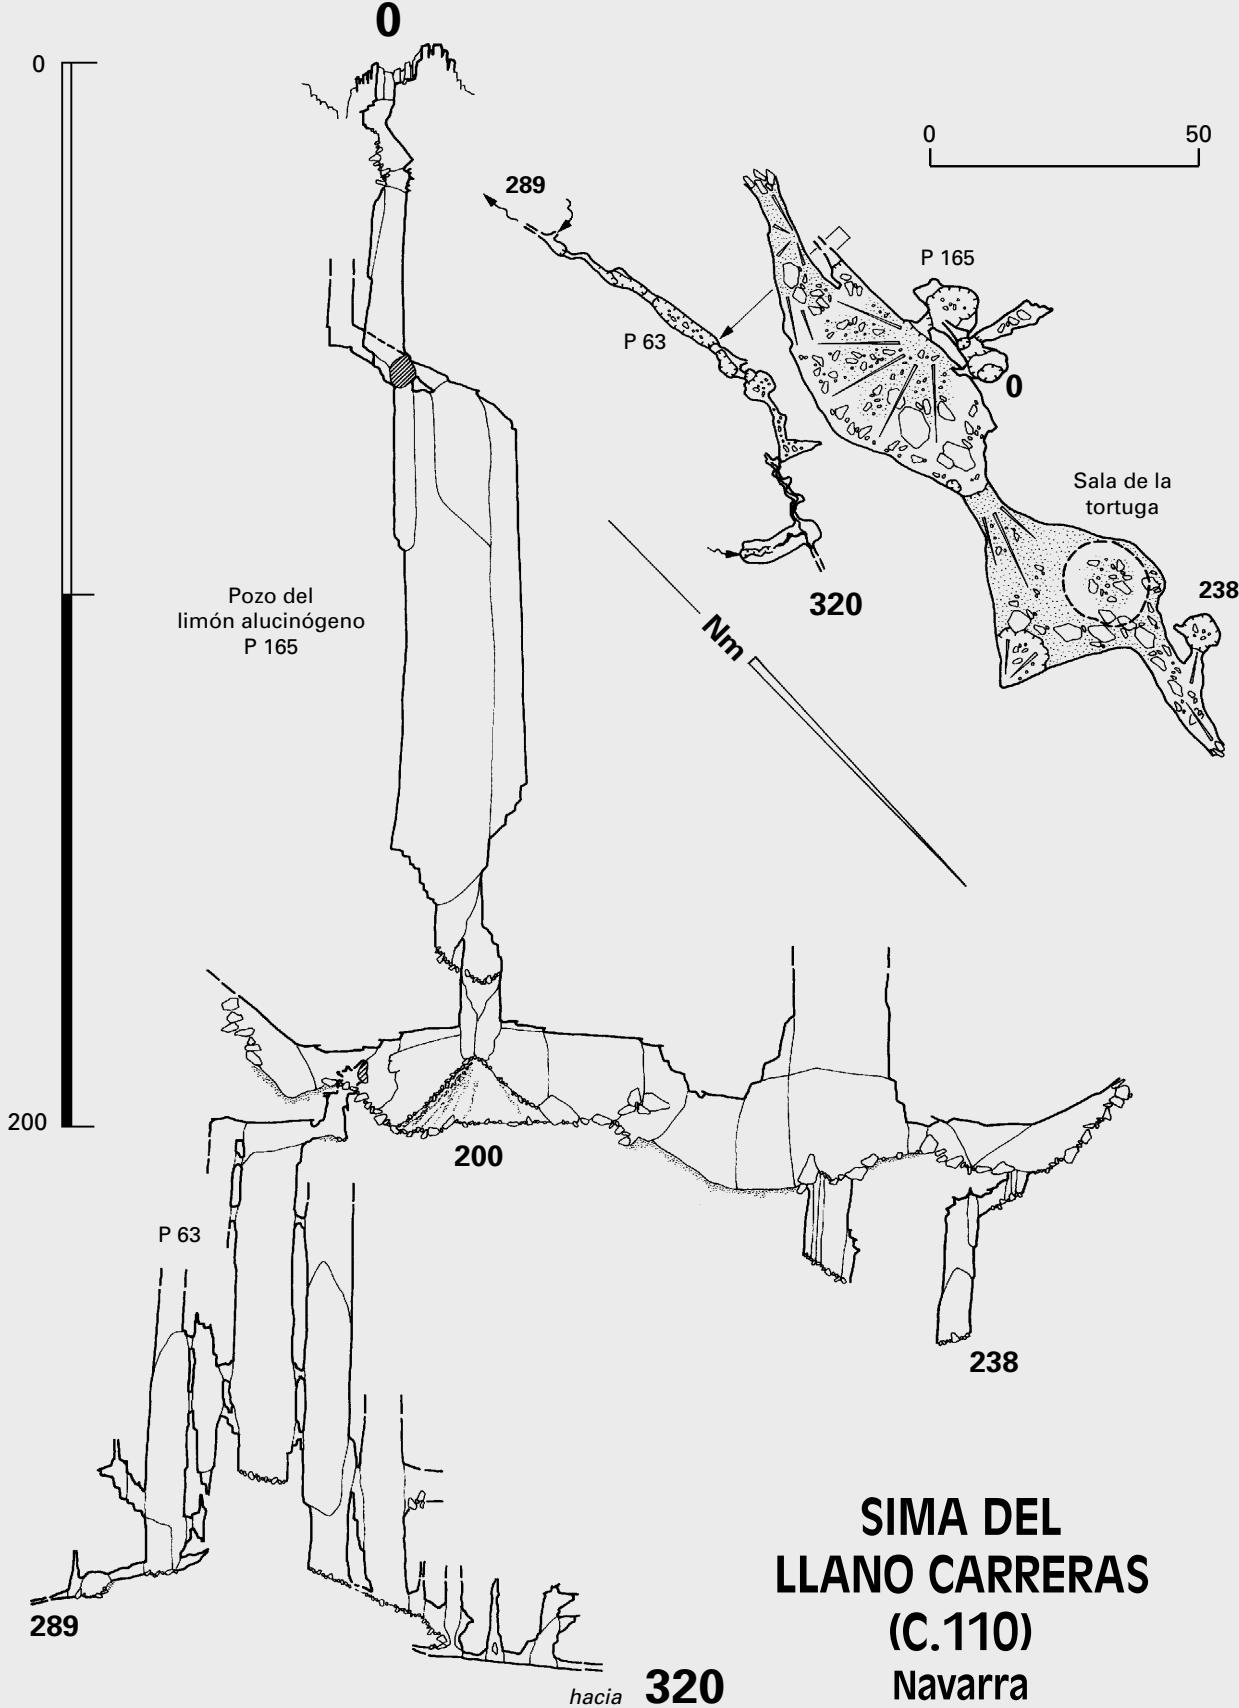 0
0
0
50
289
P 165
P 63
0
Sala de la
tortuga
238
320
Pozo del
limón alucinógeno
P 165
Nm
200
200
P 63
238
SIMA DEL
LLANO CARRERAS
(C.110)
Navarra
289
hacia 320